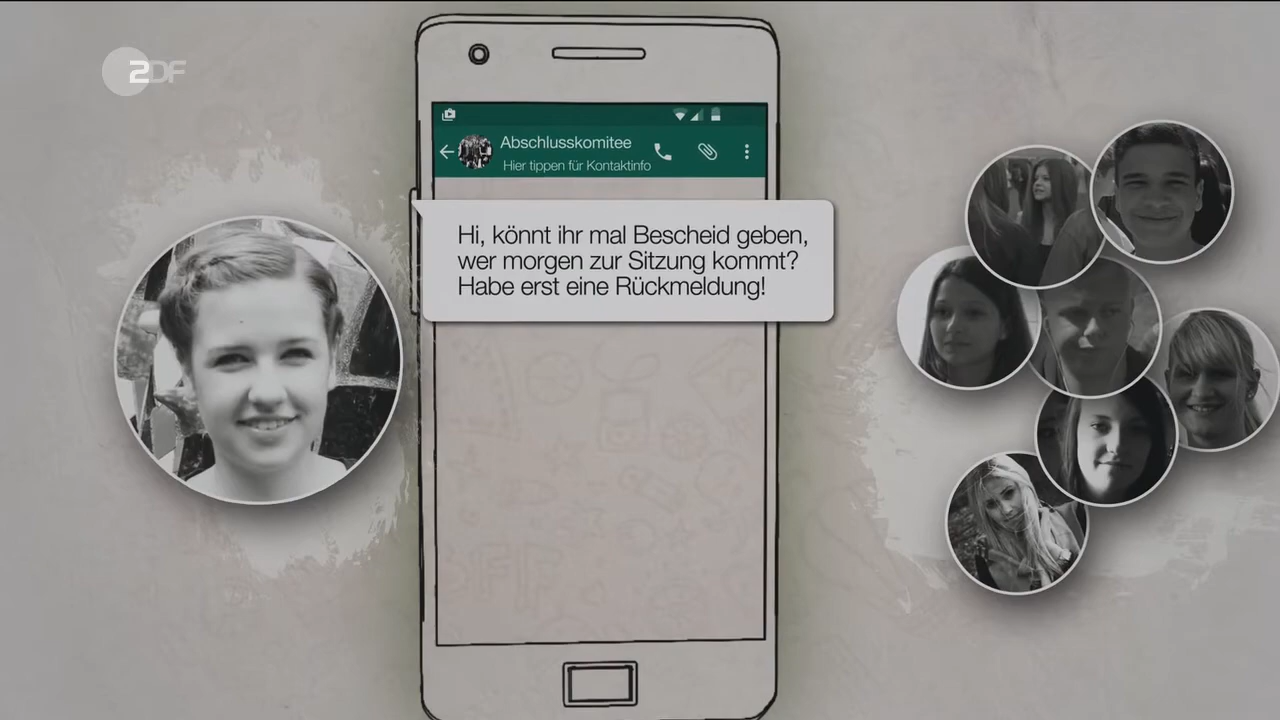 ZDF
Abschlusskomitee
Hier tippen für Kontaktinfo
Hi, könnt ihr mal Bescheid geben,
wer morgen zur Sitzung kommt?
Habe erst eine Rückmeldung!